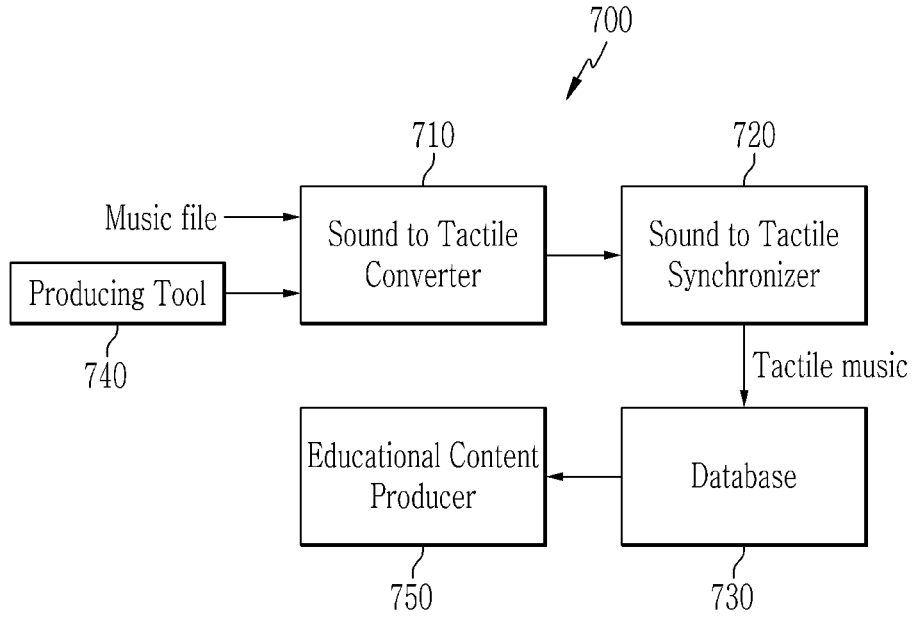 700
710
720
Music file
Sound to Tactile
Converter
Sound to Tactile
Synchronizer
Producing Tool
740
Tactile music
Educational Content
Producer
Database
750
730